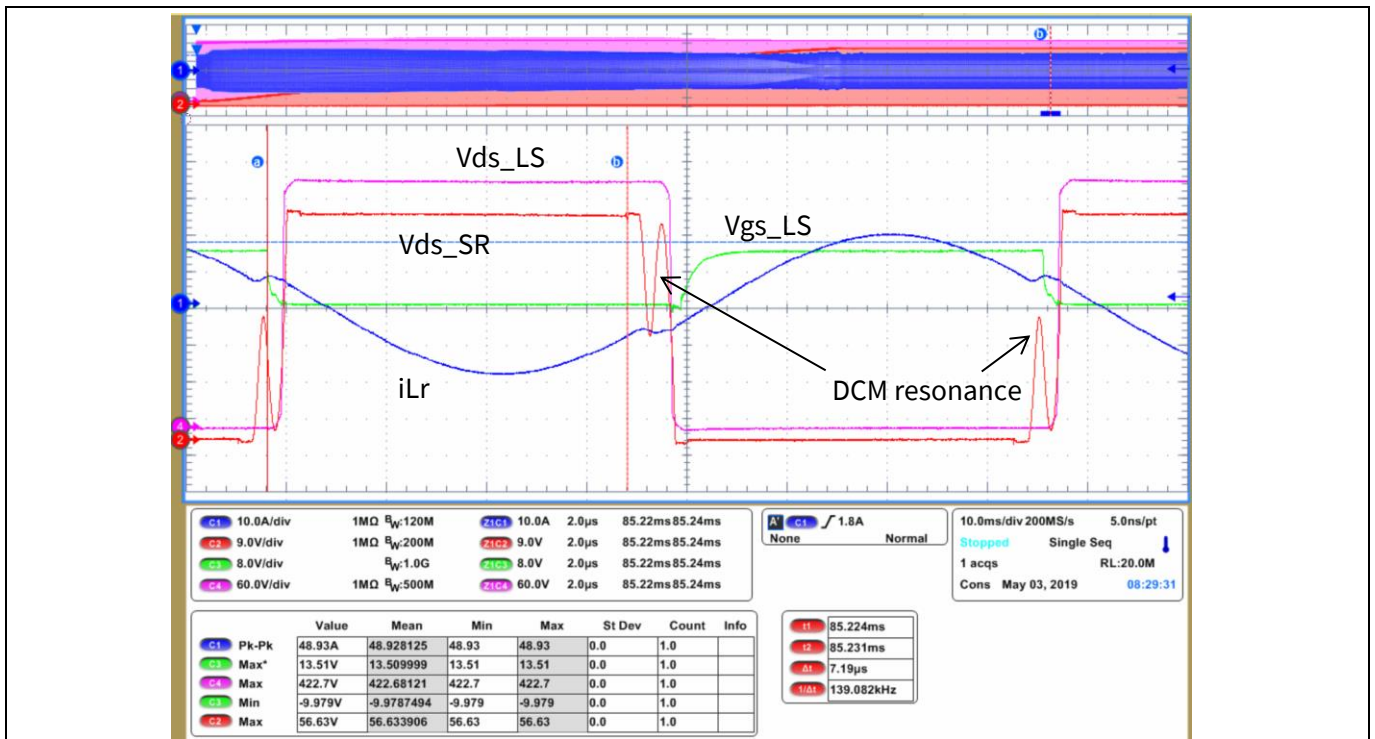 b
1
2
Vds_LS
a
b
Vgs_LS
Vds_SR
1
iLr
DCM resonance
4
2
C1 10.0A/div 1MΩ BW:120M Z1C1 10.0A 2.0µs 85.22ms 85.24ms
C2 9.0V/div 1MΩ BW:200M Z1C2 9.0V 2.0µs 85.22ms 85.24ms
C3 8.0V/div BW:1.0G Z1C3 8.0V 2.0µs 85.22ms 85.24ms
C4 60.0V/div 1MΩ BW:500M Z1C4 60.0V 2.0µs 85.22ms 85.24ms
A' C1 1.8A
None Normal
10.0ms/div 200MS/s 5.0ns/pt
Stopped Single Seq
1 acqs RL:20.0M
Cons May 03, 2019 08:29:31
Value Mean Min Max St Dev Count Info
C1 Pk-Pk 48.93A 48.928125 48.93 48.93 0.0 1.0
C3 Max* 13.51V 13.509999 13.51 13.51 0.0 1.0
C4 Max 422.7V 422.68121 422.7 422.7 0.0 1.0
C3 Min -9.979V -9.9787494 -9.979 -9.979 0.0 1.0
C2 Max 56.63V 56.633906 56.63 56.63 0.0 1.0
t1 85.224ms
t2 85.231ms
Δt 7.19µs
1/Δt 139.082kHz